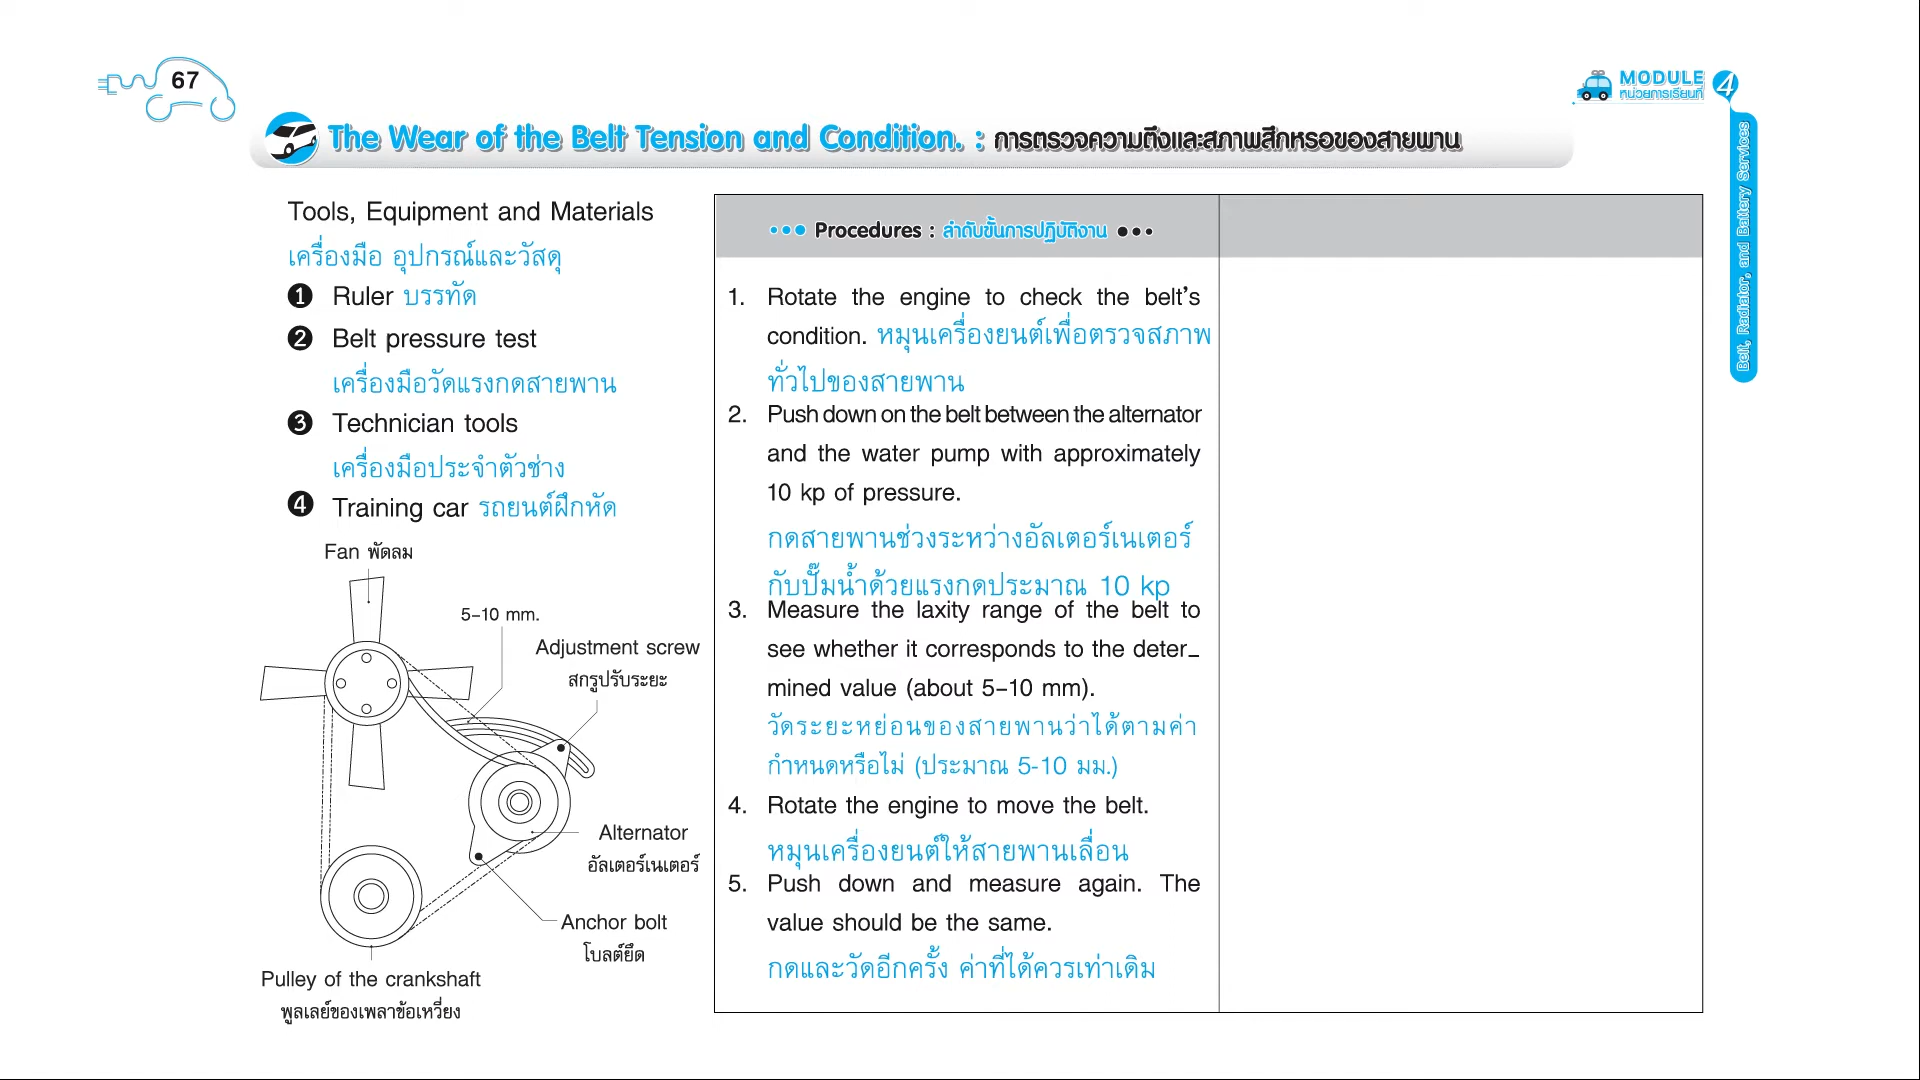 67
MODULE 4
หน่วยการเรียนที่
Belt, Radiator, and Battery Services
The Wear of the Belt Tension and Condition. : การตรวจความตึงและสภาพสึกหรอของสายพาน
Tools, Equipment and Materials
เครื่องมือ อุปกรณ์และวัสดุ
❶ Ruler บรรทัด
❷ Belt pressure test
เครื่องมือวัดแรงกดสายพาน
❸ Technician tools
เครื่องมือประจำตัวช่าง
❹ Training car รถยนต์ฝึกหัด
Fan พัดลม
5–10 mm.
Adjustment screw
สกรูปรับระยะ
Alternator
อัลเตอร์เนเตอร์
Anchor bolt
โบลต์ยึด
Pulley of the crankshaft
พูลเลย์ของเพลาข้อเหวี่ยง
••• Procedures : ลำดับขั้นการปฏิบัติงาน •••
1. Rotate the engine to check the belt's
condition. หมุนเครื่องยนต์เพื่อตรวจสภาพ
ทั่วไปของสายพาน
2. Push down on the belt between the alternator
and the water pump with approximately
10 kp of pressure.
กดสายพานช่วงระหว่างอัลเตอร์เนเตอร์
กับปั๊มน้ำด้วยแรงกดประมาณ 10 kp
3. Measure the laxity range of the belt to
see whether it corresponds to the deter_
mined value (about 5–10 mm).
วัดระยะหย่อนของสายพานว่าได้ตามค่า
กำหนดหรือไม่ (ประมาณ 5-10 มม.)
4. Rotate the engine to move the belt.
หมุนเครื่องยนต์ให้สายพานเลื่อน
5. Push down and measure again. The
value should be the same.
กดและวัดอีกครั้ง ค่าที่ได้ควรเท่าเดิม